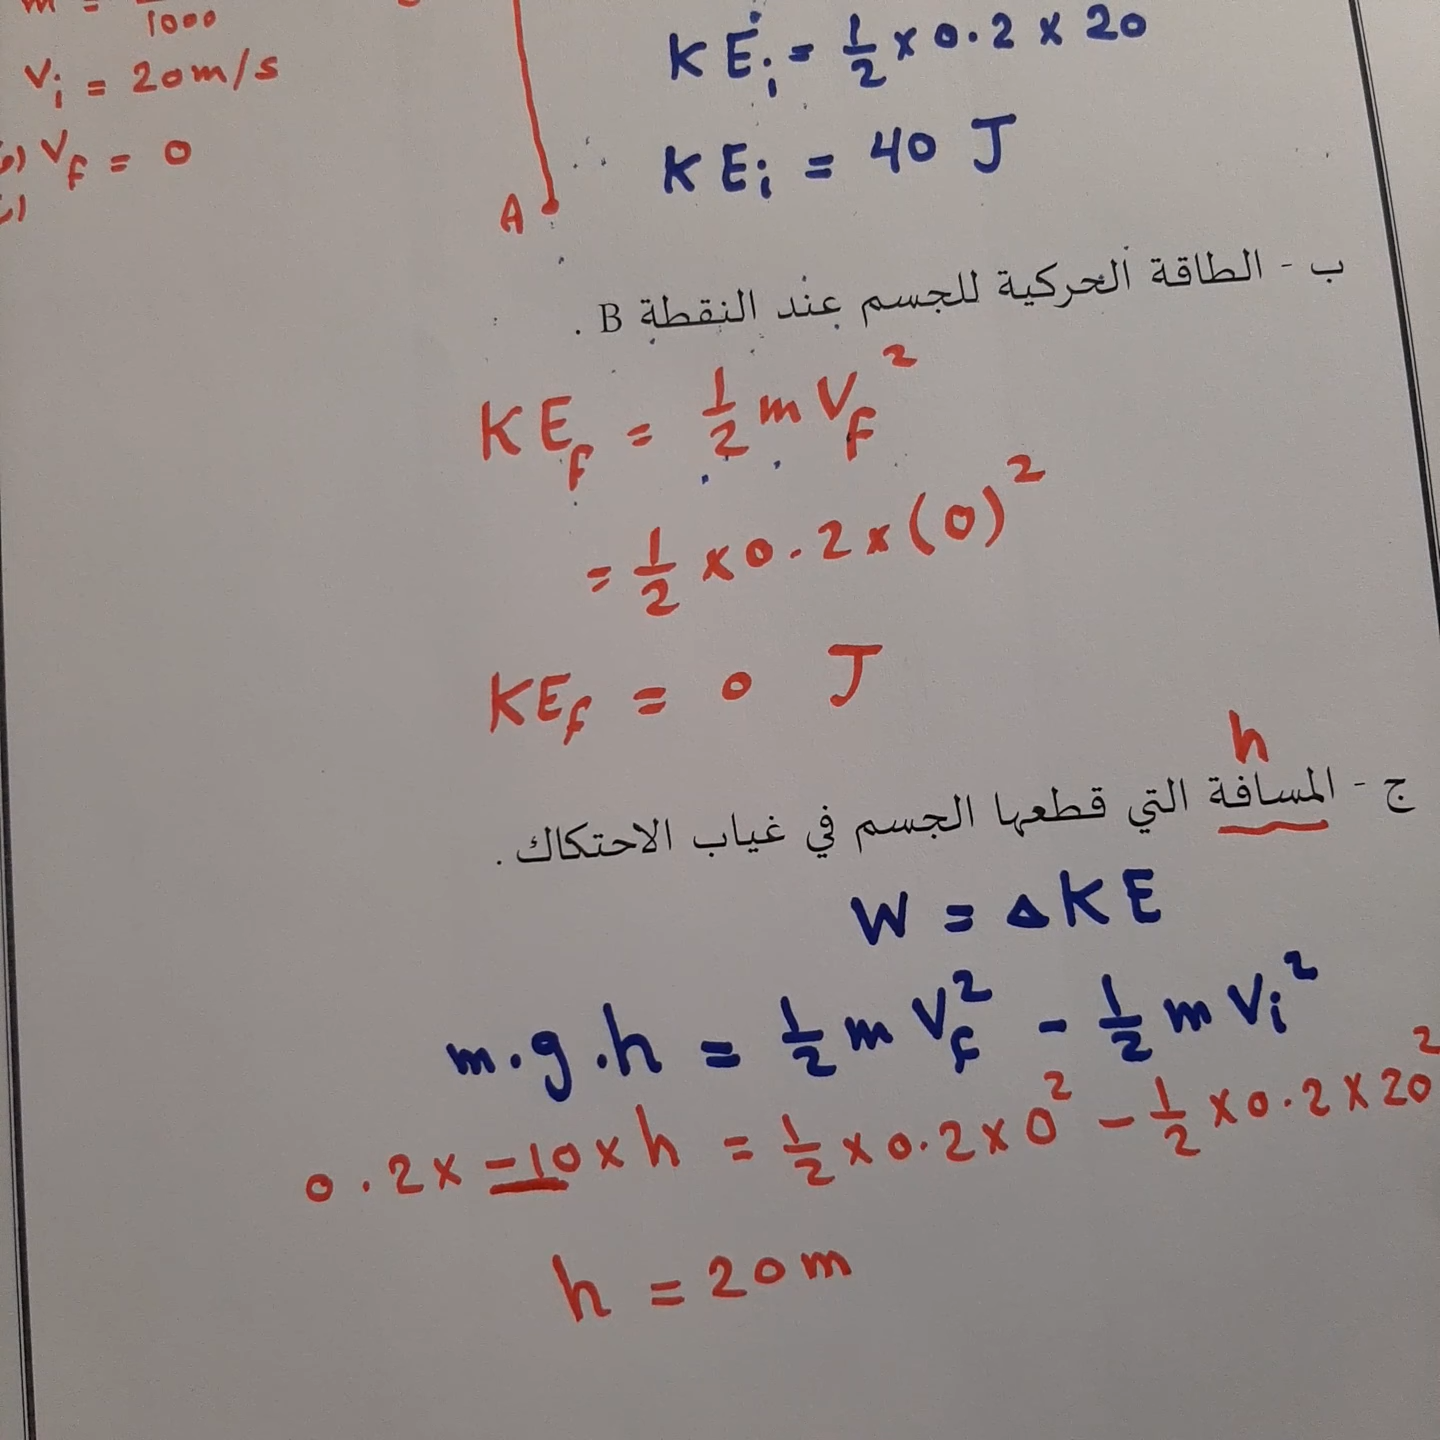 m =
1000
Vi = 20 m/s
Vf = 0
A
KEi = 1/2 × 0.2 × 20
KEi = 40 J
ب - الطاقة الحركية للجسم عند النقطة B .
KEf = 1/2 m Vf²
= 1/2 × 0.2 × (0)²
KEf = 0 J
h
ج - المسافة التي قطعها الجسم في غياب الاحتكاك .
W = ΔKE
m.g.h = 1/2 m Vf² - 1/2 m Vi²
0.2 × -10 × h = 1/2 × 0.2 × 0² - 1/2 × 0.2 × 20²
h = 20 m